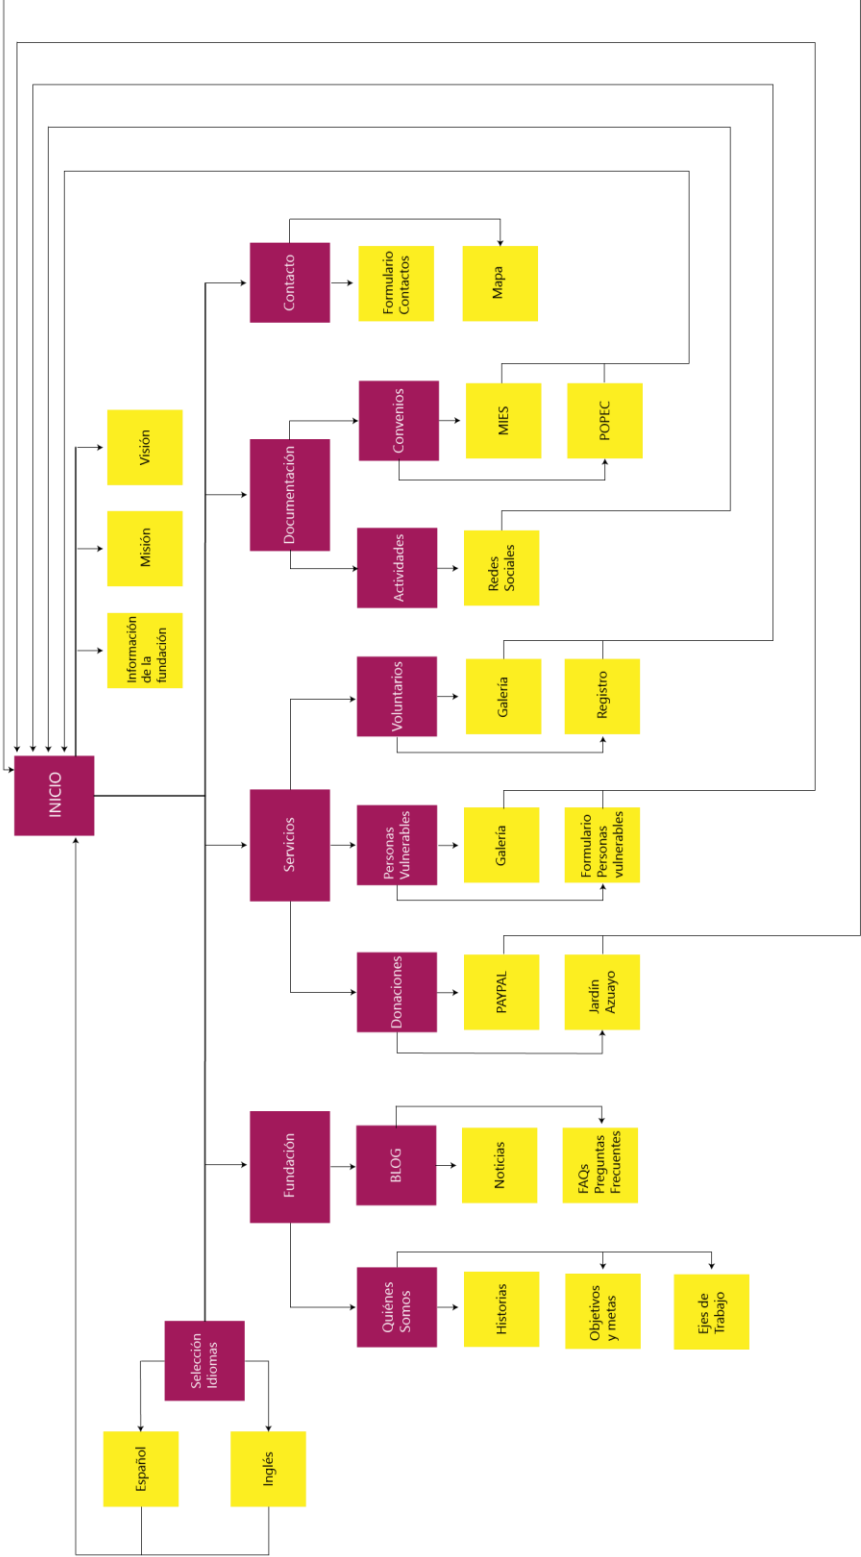 INICIO
Español
Información
de la
fundación
Misión
Visión
Selección
Idiomas
Inglés
Fundación
Servicios
Documentación
Contacto
Quiénes
Somos
BLOG
Donaciones
Personas
Vulnerables
Voluntarios
Actividades
Convenios
Formulario
Contactos
Historias
Noticias
PAYPAL
Galería
Galería
Redes
Sociales
MIES
Mapa
Objetivos
y metas
FAQs
Preguntas
Frecuentes
Jardín
Azuayo
Formulario
Personas
vulnerables
Registro
POPEC
Ejes de
Trabajo